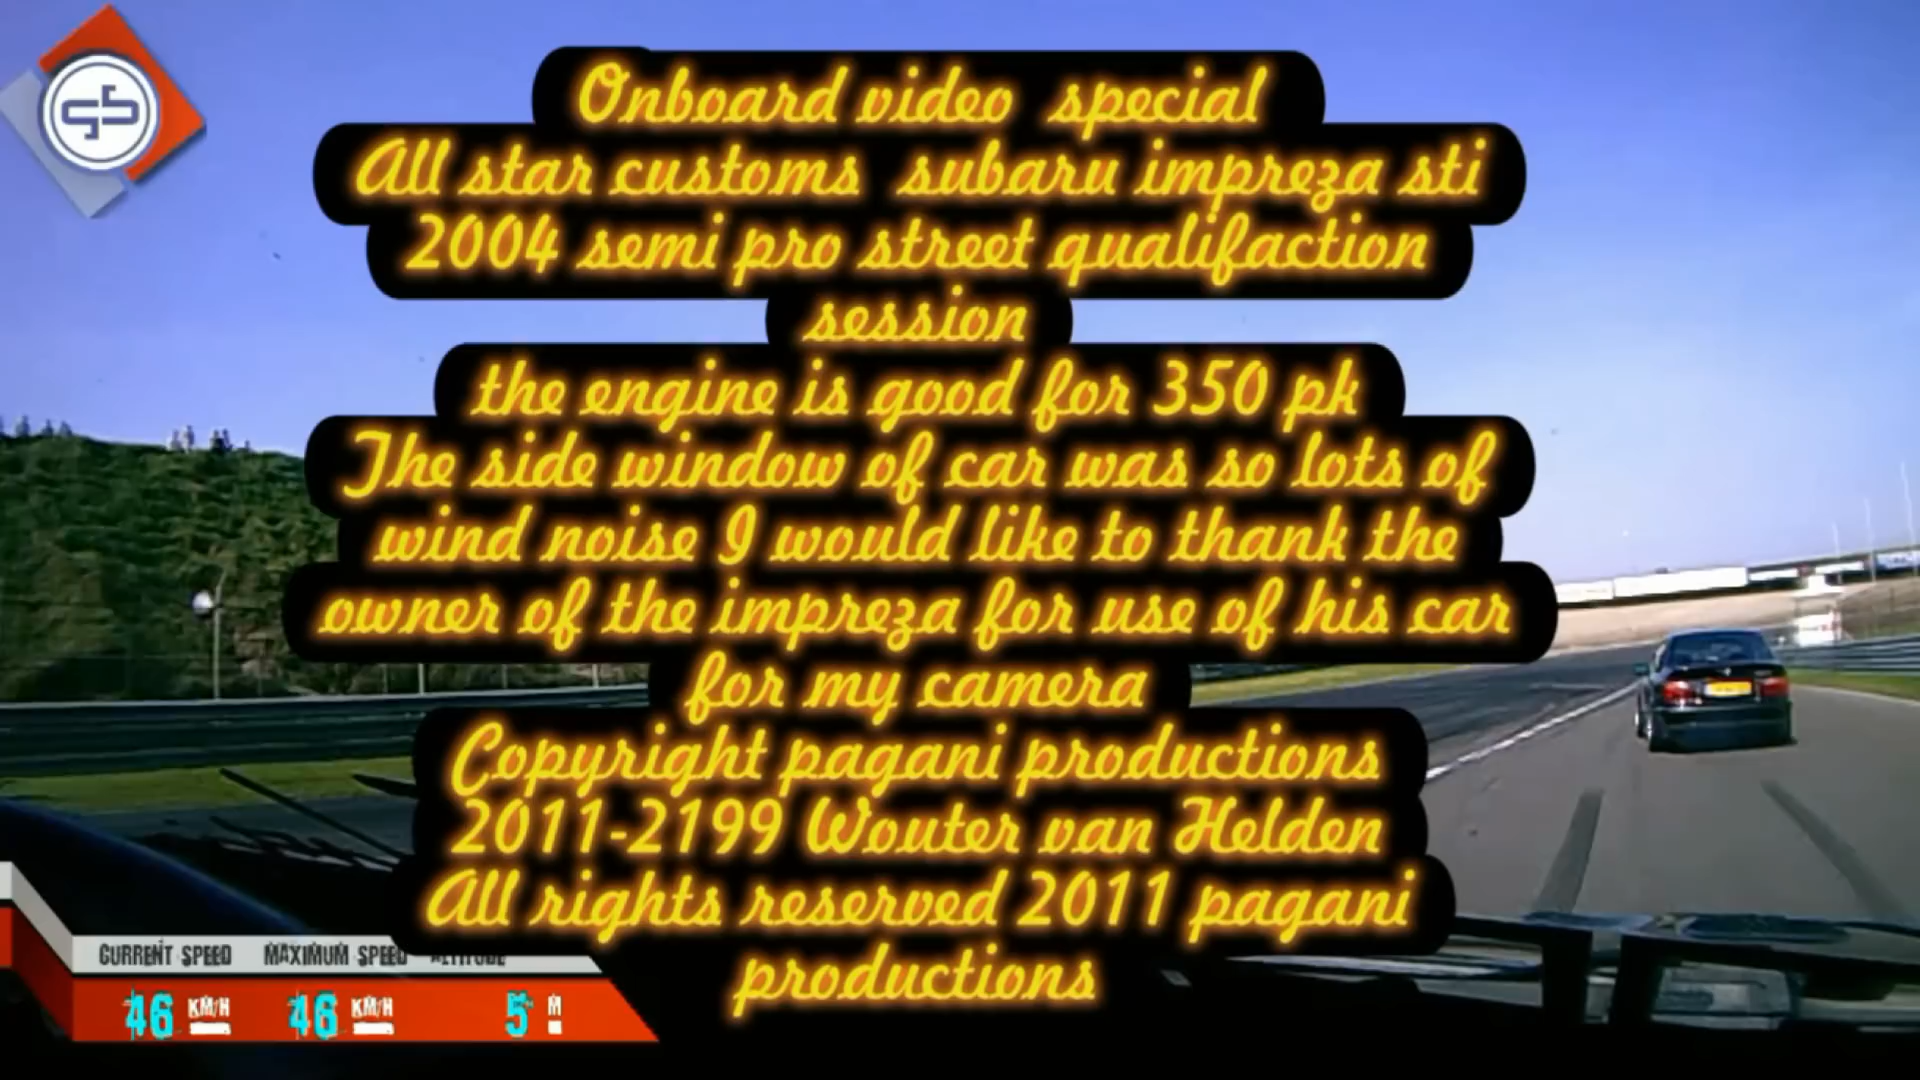 Onboard video special
All star customs subaru impreza sti
2004 semi pro street qualifaction
session
the engine is good for 350 pk
The side window of car was so lots of
wind noise I would like to thank the
owner of the impreza for use of his car
for my camera
Copyright pagani productions
2011-2199 Wouter van Helden
All rights reserved 2011 pagani
productions
CURRENT SPEED MAXIMUM SPEED ALTITUDE
46 KM/H 46 KM/H 5 M